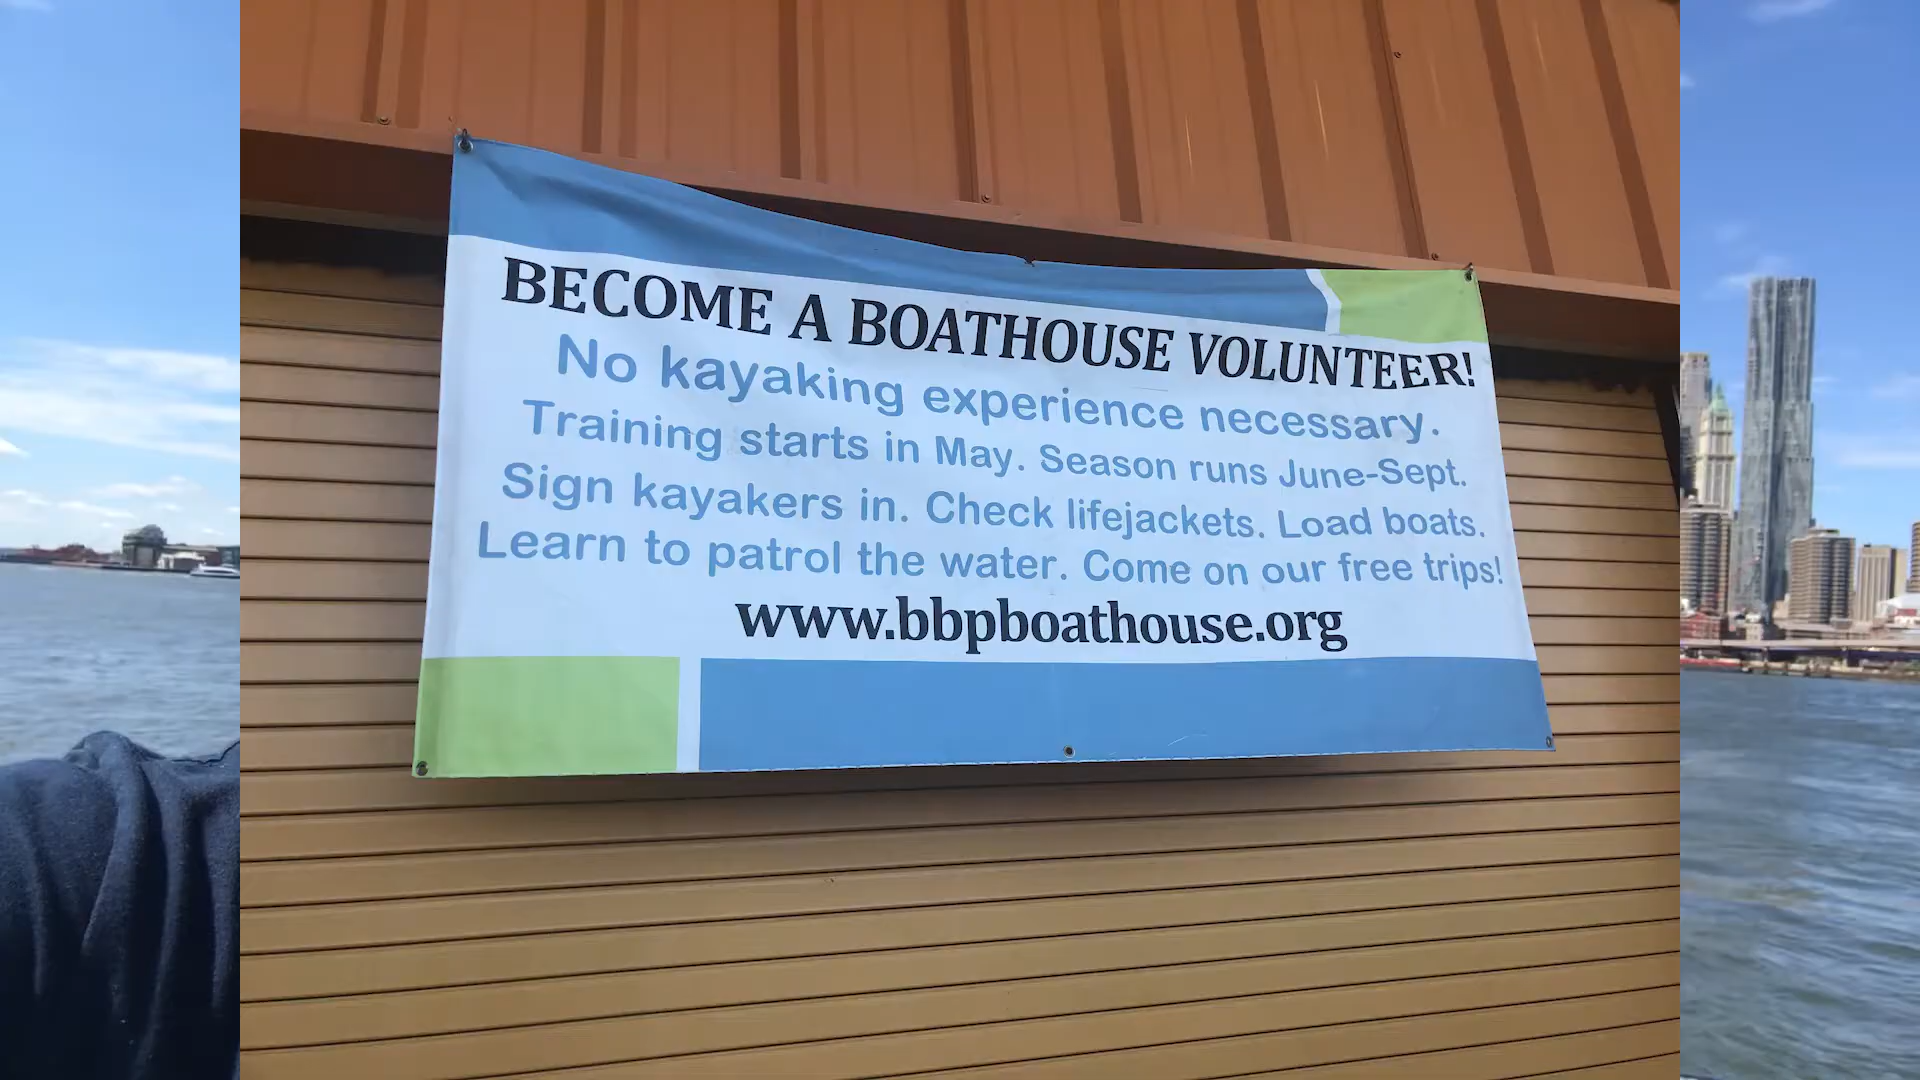 BECOME A BOATHOUSE VOLUNTEER!
No kayaking experience necessary.
Training starts in May. Season runs June-Sept.
Sign kayakers in. Check lifejackets. Load boats.
Learn to patrol the water. Come on our free trips!
www.bbpboathouse.org